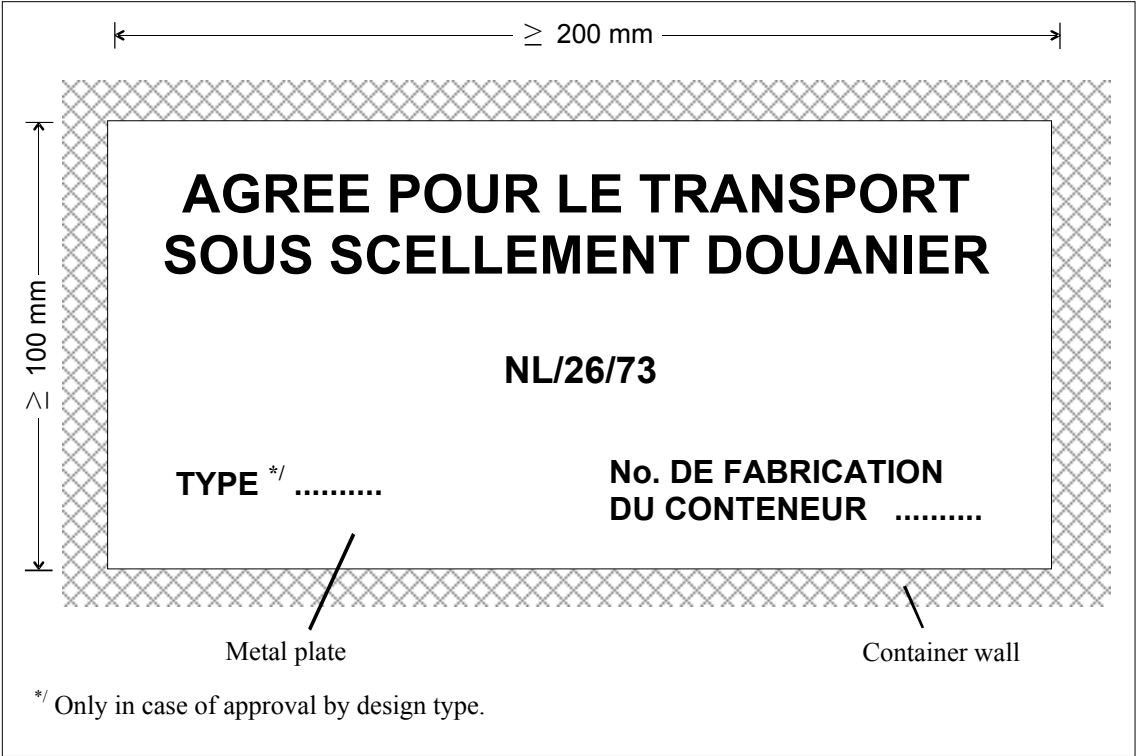 ≥ 200 mm
≥ 100 mm
AGREE POUR LE TRANSPORT
SOUS SCELLEMENT DOUANIER
NL/26/73
TYPE */ ..........
No. DE FABRICATION
DU CONTENEUR ..........
Metal plate
Container wall
*/ Only in case of approval by design type.